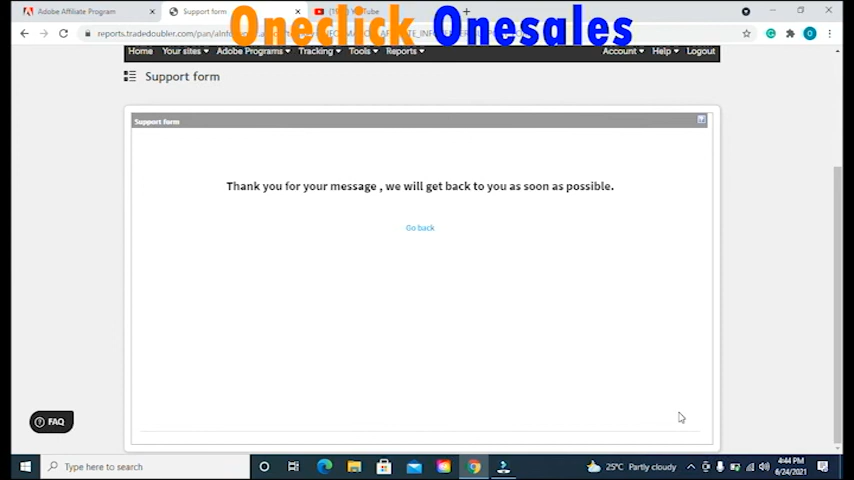 Adobe Affiliate Program
Support form
Oneclick Onesales
Home Your sites Adobe Programs Tracking Tools Reports Account Help Logout
Support form
Support Form
Thank you for your message , we will get back to you as soon as possible.
Go back
FAQ
Type here to search
25°C Partly cloudy
4:44 PM
6/24/2021